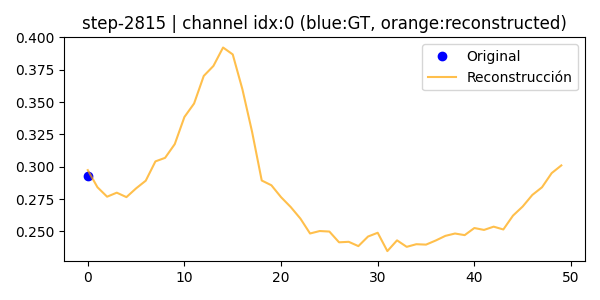 step-2815 | channel idx:0 (blue:GT, orange:reconstructed)
Original
Reconstrucción
0.400
0.375
0.350
0.325
0.300
0.275
0.250
0 10 20 30 40 50